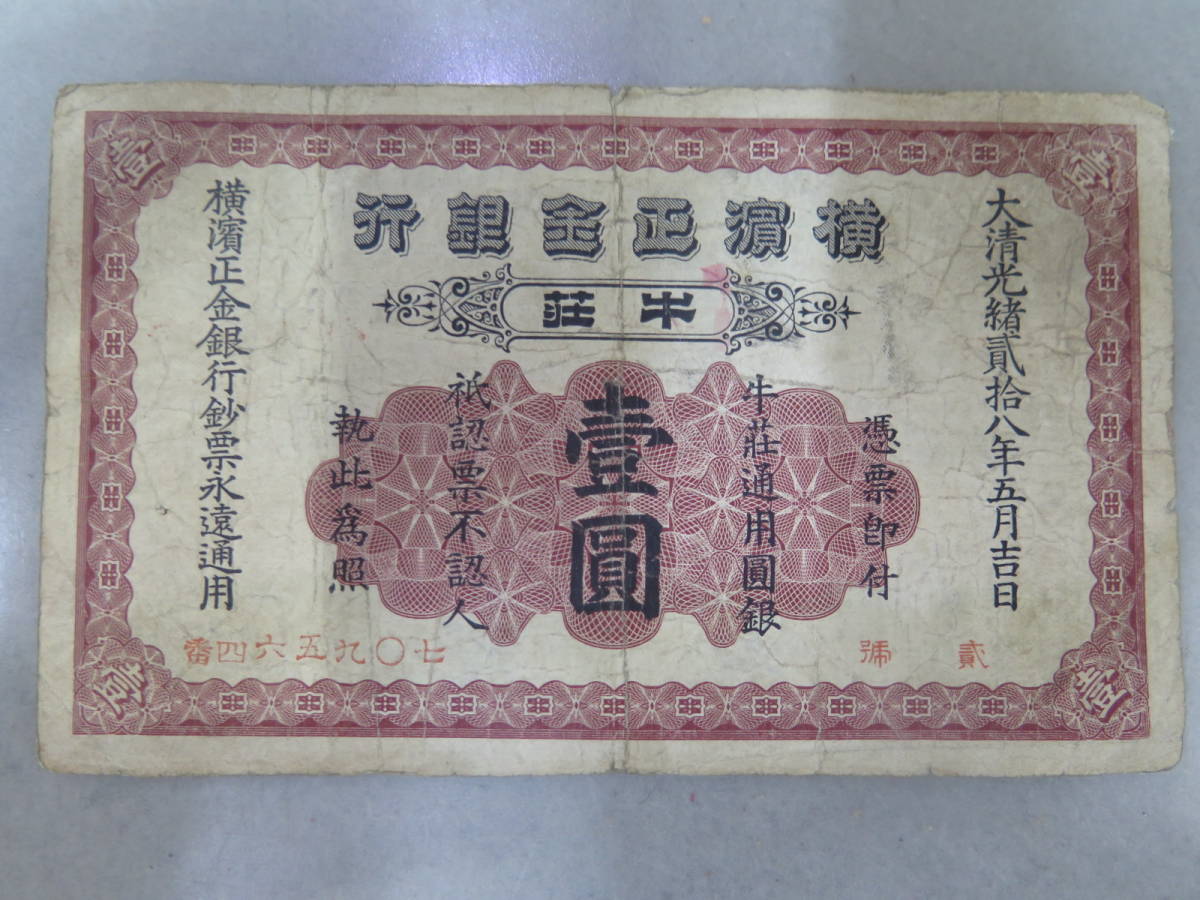 橫濱正金銀行
牛莊
大清光緒貳拾八年五月吉日
憑票卽付
牛莊通用圓銀
壹圓
祇認票不認人
執此為照
橫濱正金銀行鈔票永遠通用
貳號
七〇九五六四番
壹
壹
壹
壹